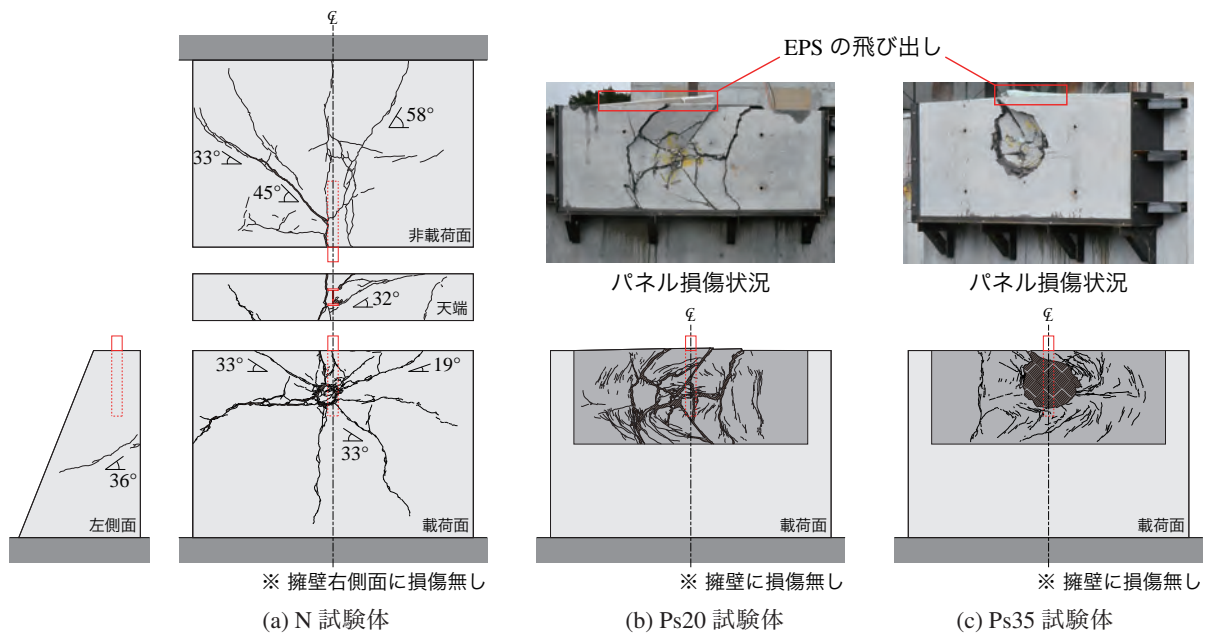 ℄
EPS の飛び出し
58°
33°
45°
非載荷面
パネル損傷状況
パネル損傷状況
32°
天端
℄
℄
33°
19°
33°
36°
左側面
載荷面
載荷面
載荷面
※ 擁壁右側面に損傷無し
※ 擁壁に損傷無し
※ 擁壁に損傷無し
(a) N 試験体
(b) Ps20 試験体
(c) Ps35 試験体